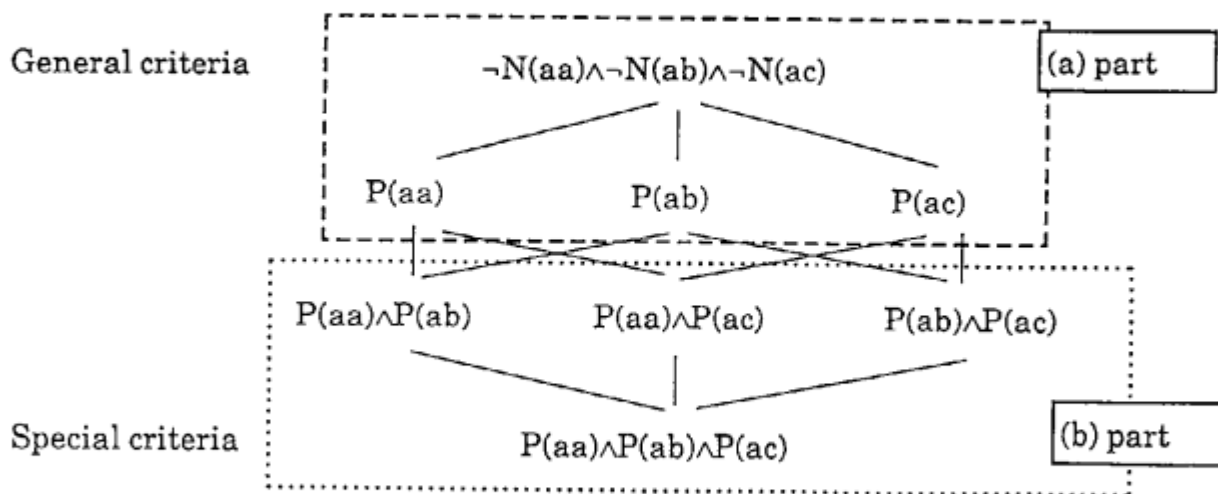 General criteria
¬N(aa)∧¬N(ab)∧¬N(ac)
(a) part
P(aa) P(ab) P(ac)
P(aa)∧P(ab) P(aa)∧P(ac) P(ab)∧P(ac)
Special criteria
P(aa)∧P(ab)∧P(ac)
(b) part